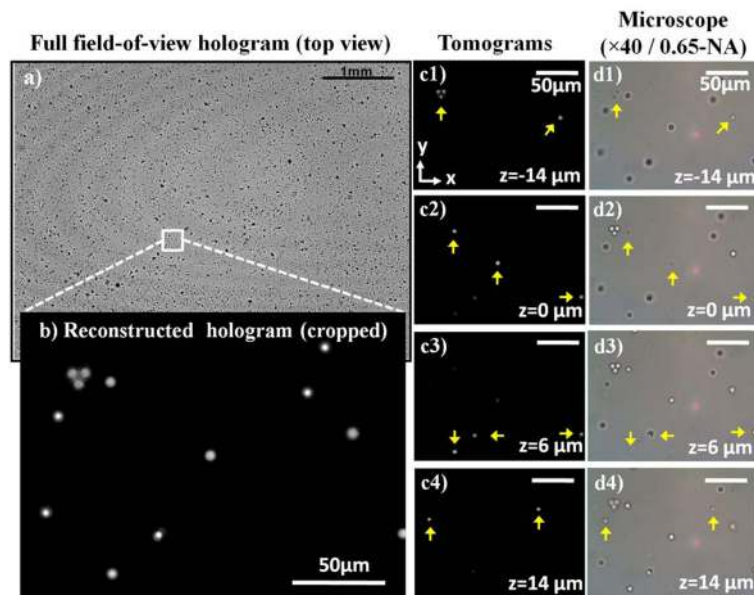 Full field-of-view hologram (top view)
Tomograms
Microscope
(×40 / 0.65-NA)
a)
1mm
b) Reconstructed hologram (cropped)
50μm
c1)
50μm
y
x
z=-14 μm
d1)
50μm
z=-14 μm
c2)
z=0 μm
d2)
z=0 μm
c3)
z=6 μm
d3)
z=6 μm
c4)
z=14 μm
d4)
z=14 μm